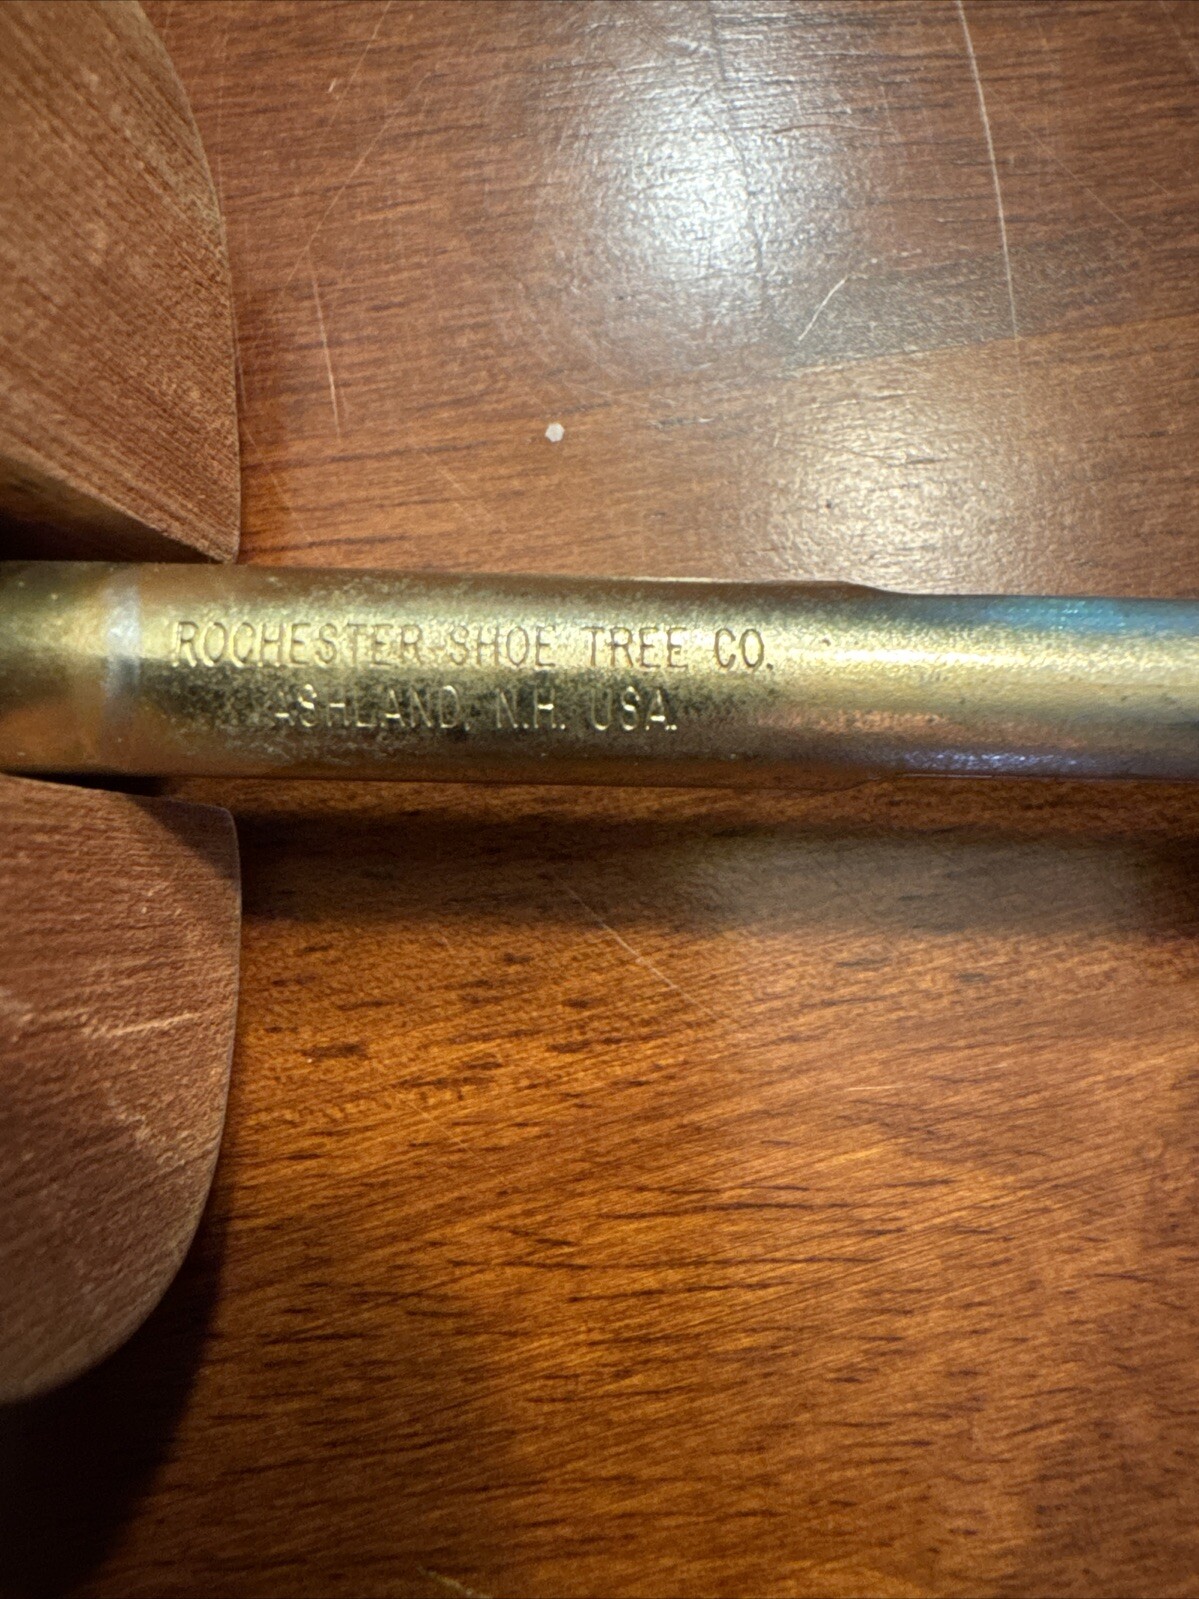 ROCHESTER SHOE TREE CO.
ASHLAND, N.H. USA.